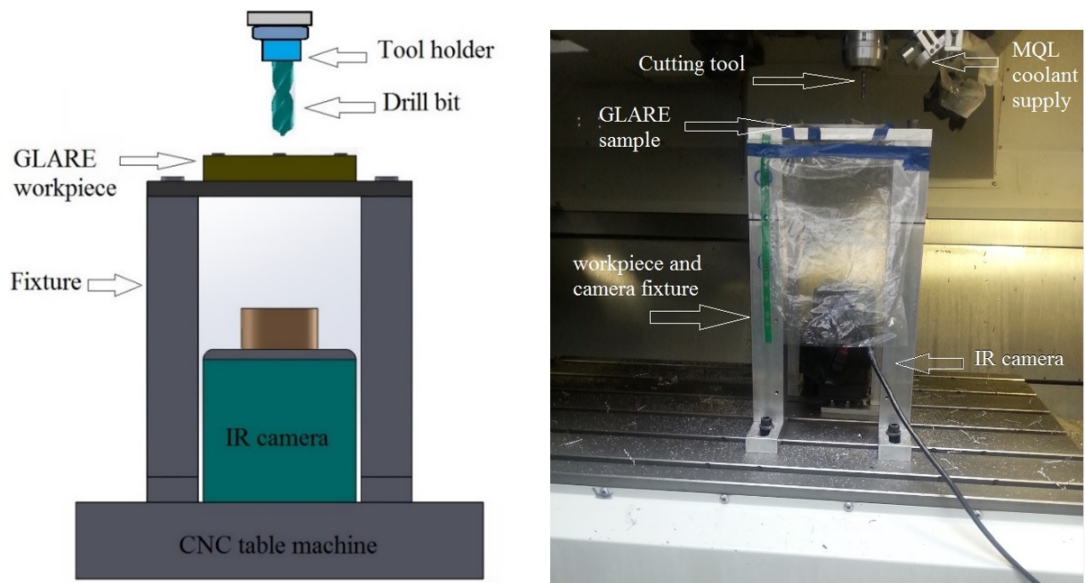 Tool holder
Drill bit
GLARE
workpiece
Fixture
IR camera
CNC table machine
Cutting tool
MQL
coolant
supply
GLARE
sample
workpiece and
camera fixture
IR camera